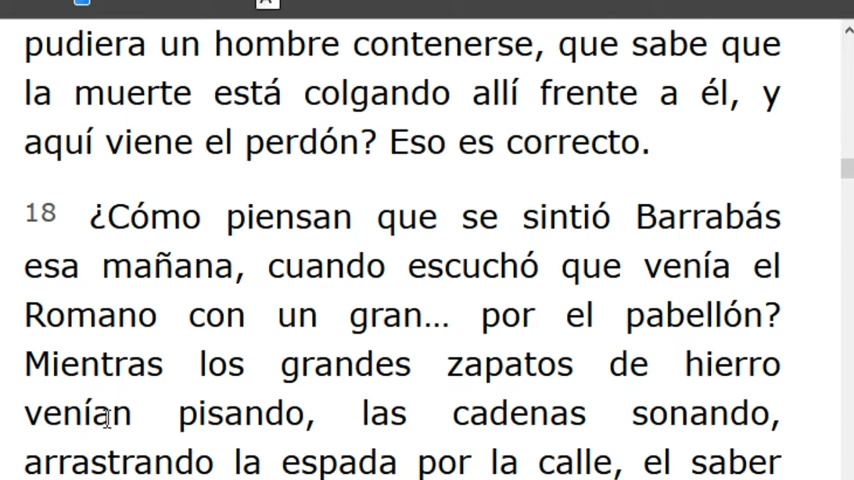 pudiera un hombre contenerse, que sabe que
la muerte está colgando allí frente a él, y
aquí viene el perdón? Eso es correcto.
18 ¿Cómo piensan que se sintió Barrabás
esa mañana, cuando escuchó que venía el
Romano con un gran… por el pabellón?
Mientras los grandes zapatos de hierro
venían pisando, las cadenas sonando,
arrastrando la espada por la calle, el saber